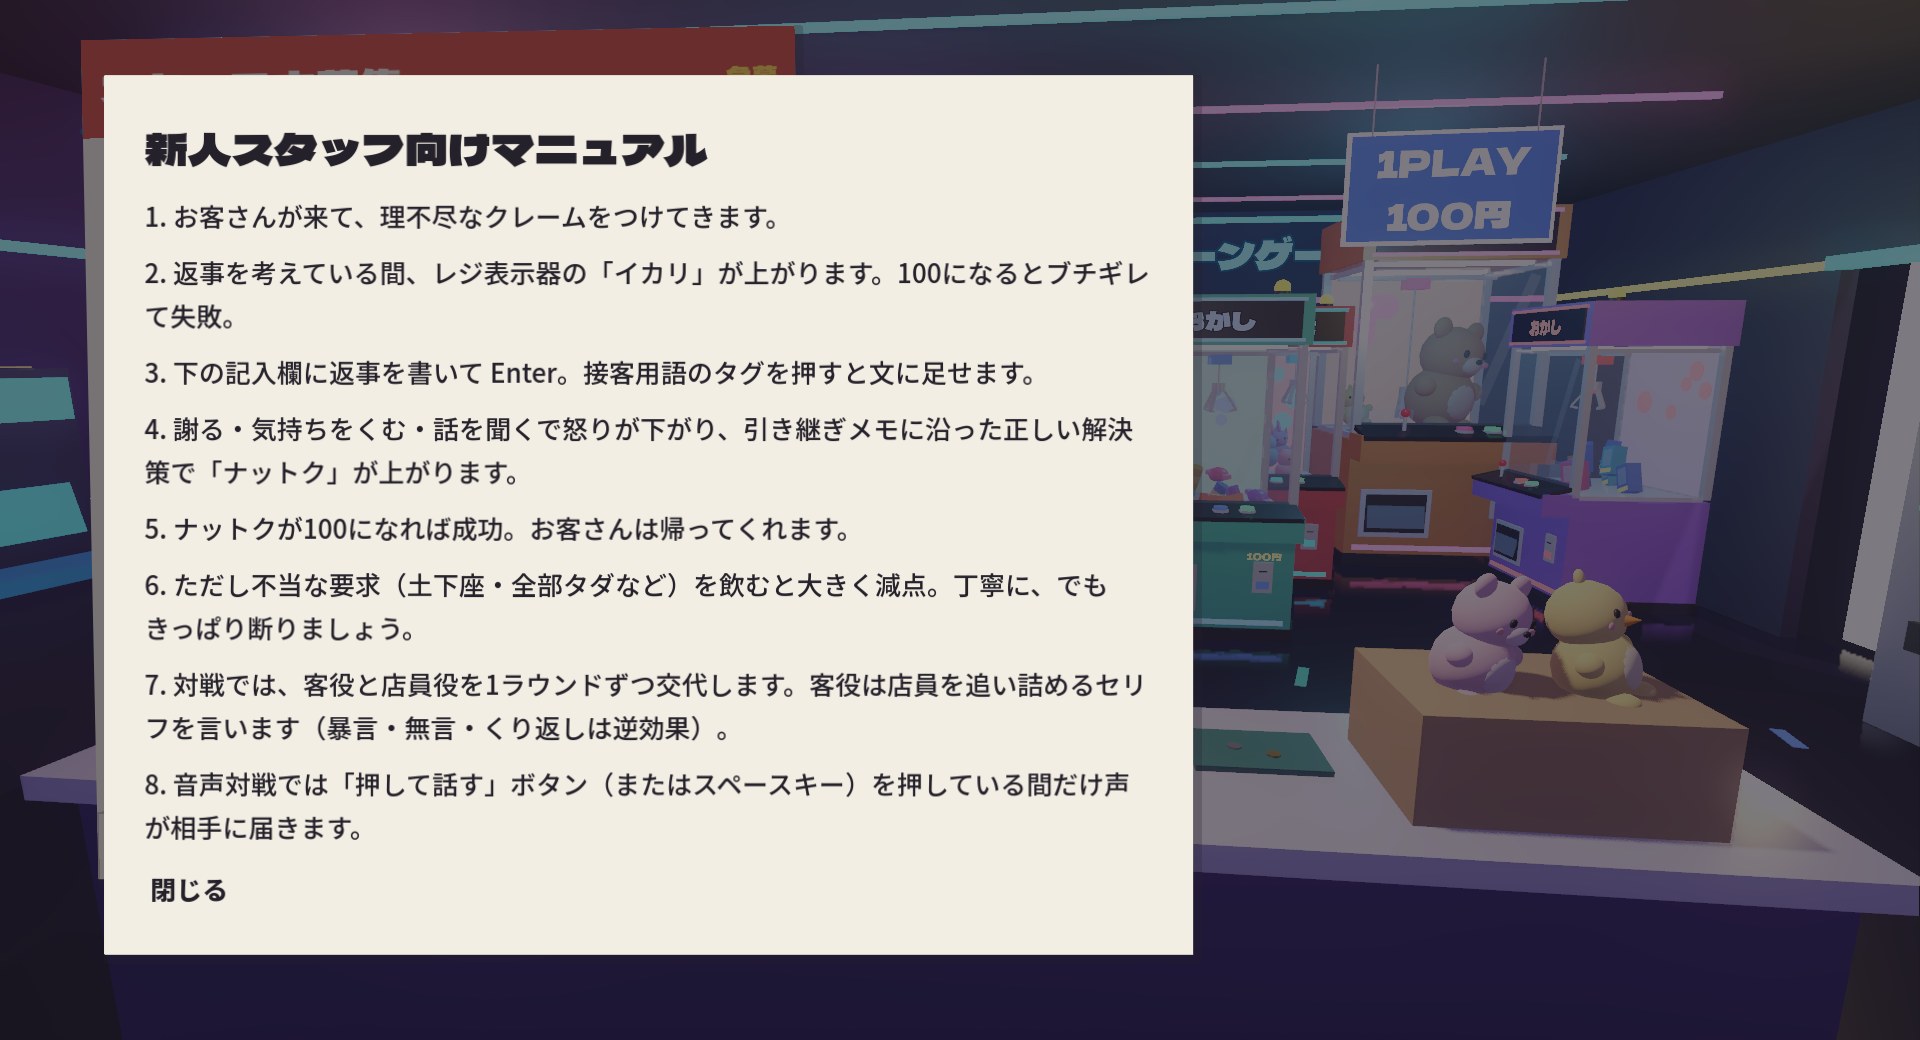 新人スタッフ向けマニュアル
1. お客さんが来て、理不尽なクレームをつけてきます。
2. 返事を考えている間、レジ表示器の「イカリ」が上がります。100になるとブチギレ
て失敗。
3. 下の記入欄に返事を書いて Enter。接客用語のタグを押すと文に足せます。
4. 謝る・気持ちをくむ・話を聞くで怒りが下がり、引き継ぎメモに沿った正しい解決
策で「ナットク」が上がります。
5. ナットクが100になれば成功。お客さんは帰ってくれます。
6. ただし不当な要求（土下座・全部タダなど）を飲むと大きく減点。丁寧に、でも
きっぱり断りましょう。
7. 対戦では、客役と店員役を1ラウンドずつ交代します。客役は店員を追い詰めるセリ
フを言います（暴言・無言・くり返しは逆効果）。
8. 音声対戦では「押して話す」ボタン（またはスペースキー）を押している間だけ声
が相手に届きます。
閉じる
1PLAY
100円
ング
おかし
おかし
100円